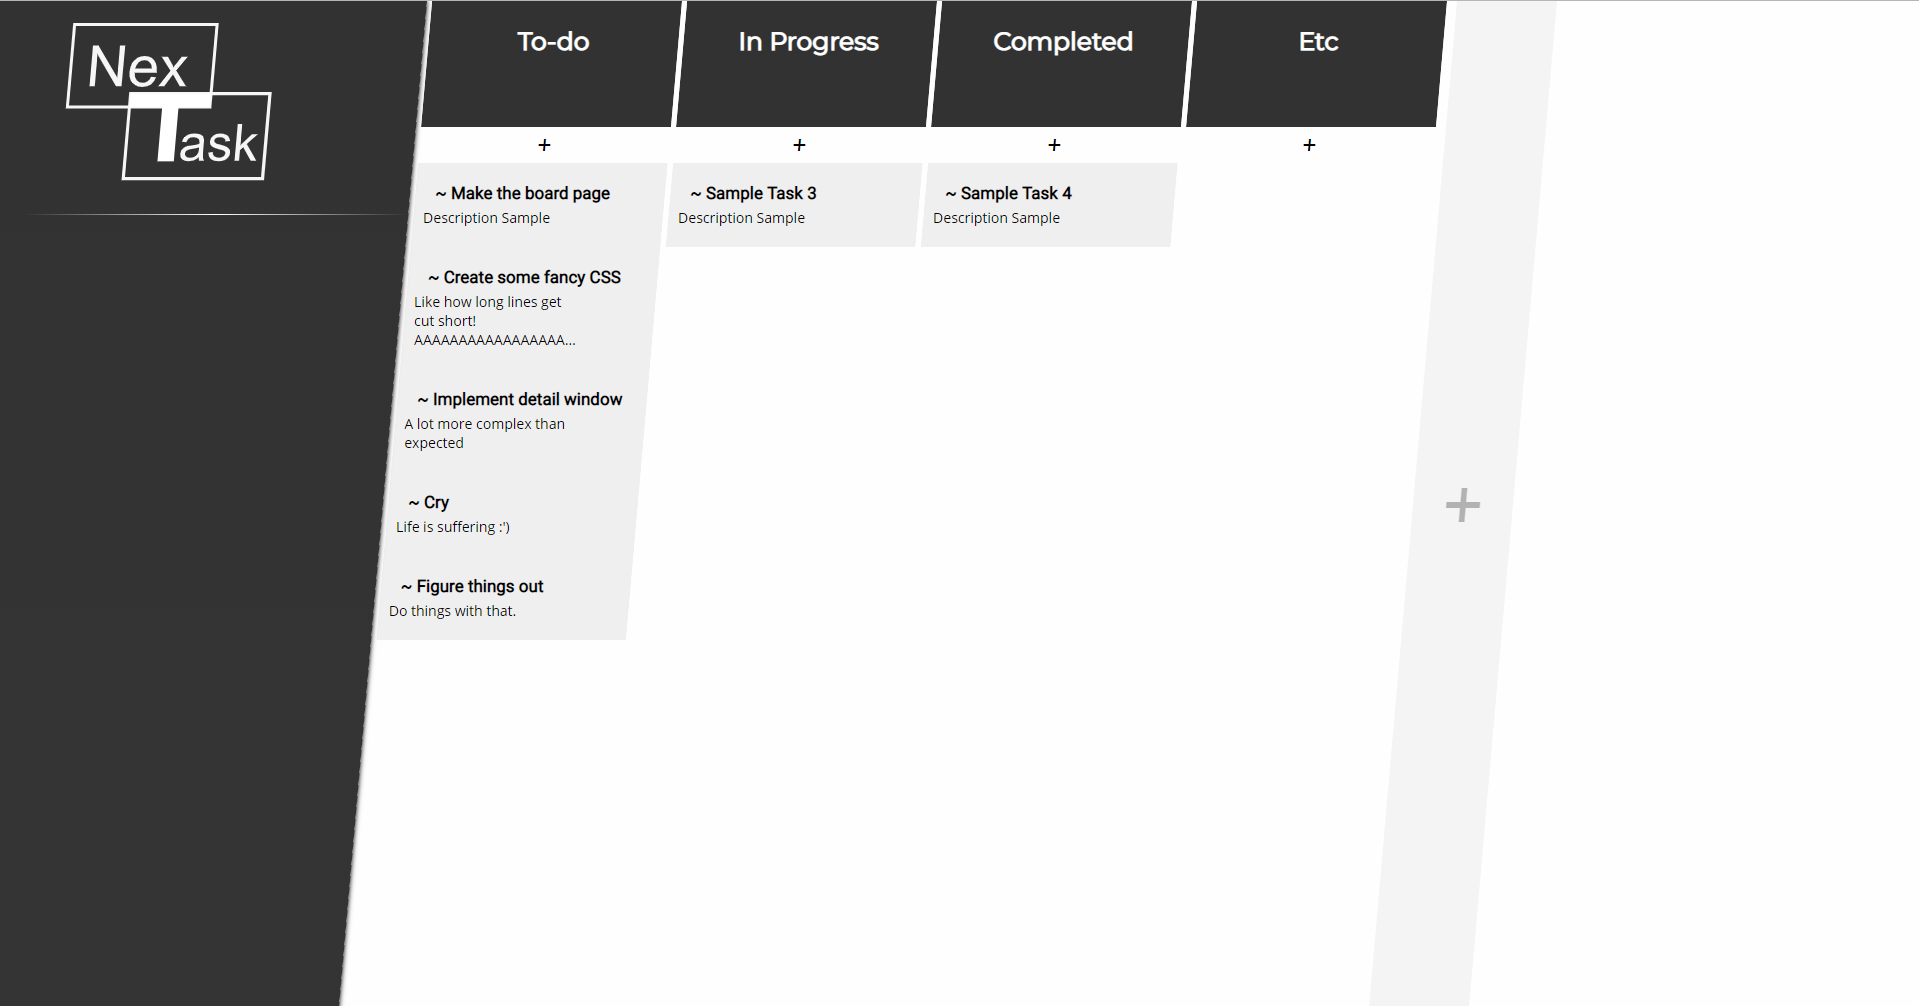 Nex
Task
To-do
+
~ Make the board page
Description Sample
~ Create some fancy CSS
Like how long lines get
cut short!
AAAAAAAAAAAAAAAAA...
~ Implement detail window
A lot more complex than
expected
~ Cry
Life is suffering :')
~ Figure things out
Do things with that.
In Progress
+
~ Sample Task 3
Description Sample
Completed
+
~ Sample Task 4
Description Sample
Etc
+
+